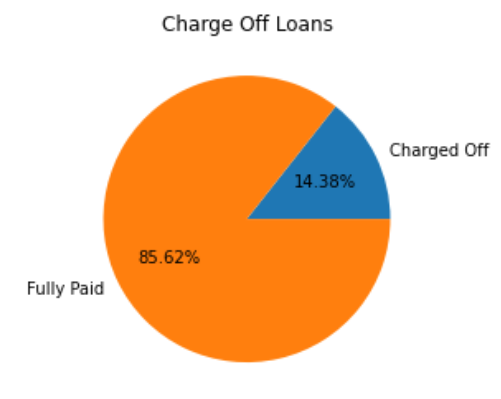 Charge Off Loans
Charged Off
14.38%
85.62%
Fully Paid